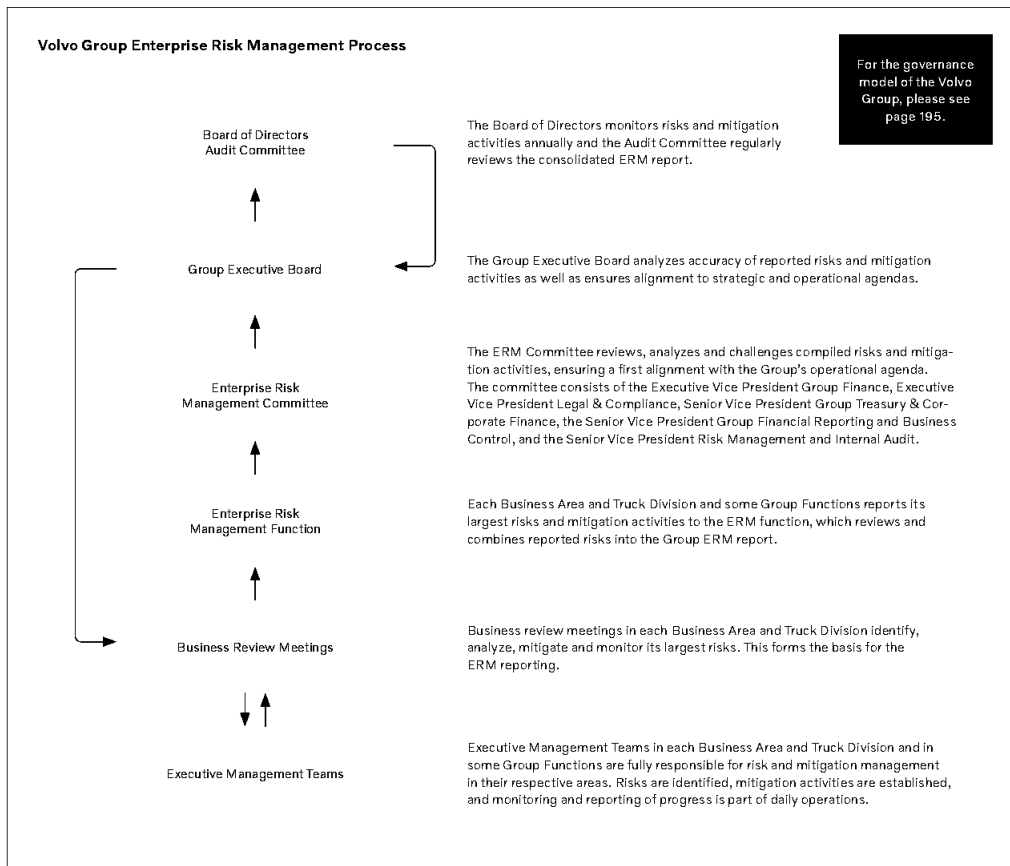 Volvo Group Enterprise Risk Management Process
For the governance
model of the Volvo
Group, please see
page 195.
Board of Directors
Audit Committee
The Board of Directors monitors risks and mitigation
activities annually and the Audit Committee regularly
reviews the consolidated ERM report.
Group Executive Board
The Group Executive Board analyzes accuracy of reported risks and mitigation
activities as well as ensures alignment to strategic and operational agendas.
Enterprise Risk
Management Committee
The ERM Committee reviews, analyzes and challenges compiled risks and mitiga-
tion activities, ensuring a first alignment with the Group's operational agenda.
The committee consists of the Executive Vice President Group Finance, Executive
Vice President Legal & Compliance, Senior Vice President Group Treasury & Cor-
porate Finance, the Senior Vice President Group Financial Reporting and Business
Control, and the Senior Vice President Risk Management and Internal Audit.
Enterprise Risk
Management Function
Each Business Area and Truck Division and some Group Functions reports its
largest risks and mitigation activities to the ERM function, which reviews and
combines reported risks into the Group ERM report.
Business Review Meetings
Business review meetings in each Business Area and Truck Division identify,
analyze, mitigate and monitor its largest risks. This forms the basis for the
ERM reporting.
Executive Management Teams
Executive Management Teams in each Business Area and Truck Division and in
some Group Functions are fully responsible for risk and mitigation management
in their respective areas. Risks are identified, mitigation activities are established,
and monitoring and reporting of progress is part of daily operations.